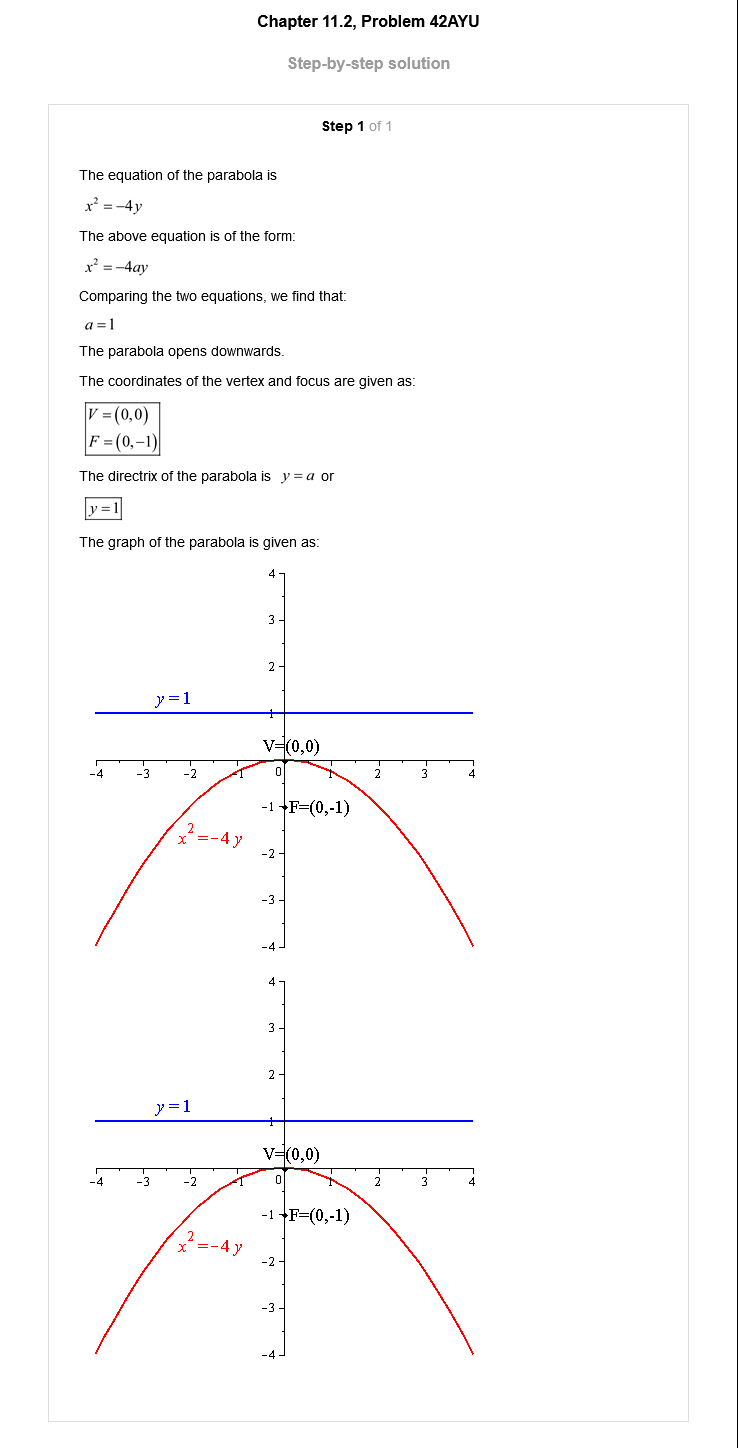 Chapter 11.2, Problem 42AYU
Step-by-step solution
Step 1 of 1
The equation of the parabola is
x² = −4y
The above equation is of the form:
x² = −4ay
Comparing the two equations, we find that:
a = 1
The parabola opens downwards.
The coordinates of the vertex and focus are given as:
V = (0,0)
F = (0,−1)
The directrix of the parabola is y = a or
y = 1
The graph of the parabola is given as:
4
3
2
y = 1
1
V=(0,0)
−4 −3 −2 −1 0 1 2 3 4
−1 F=(0,-1)
x² = −4 y
−2
−3
−4
4
3
2
y = 1
1
V=(0,0)
−4 −3 −2 −1 0 1 2 3 4
−1 F=(0,-1)
x² = −4 y
−2
−3
−4